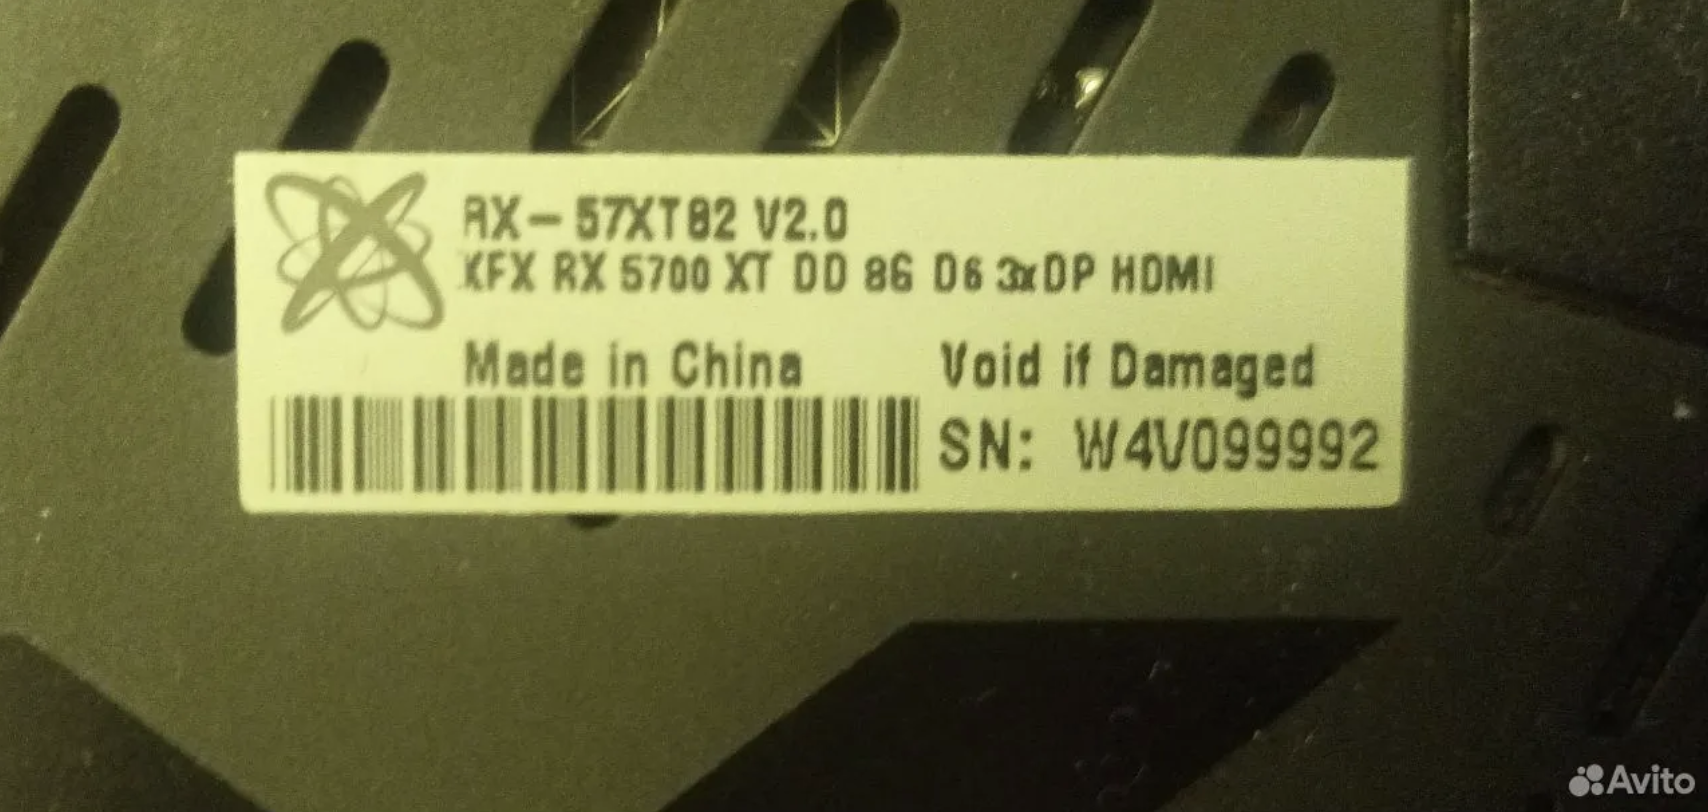 RX-57XT82 V2.0
XFX RX 5700 XT DD 8G D6 3xDP HDMI
Made in China
Void if Damaged
SN: W4V099992
Avito